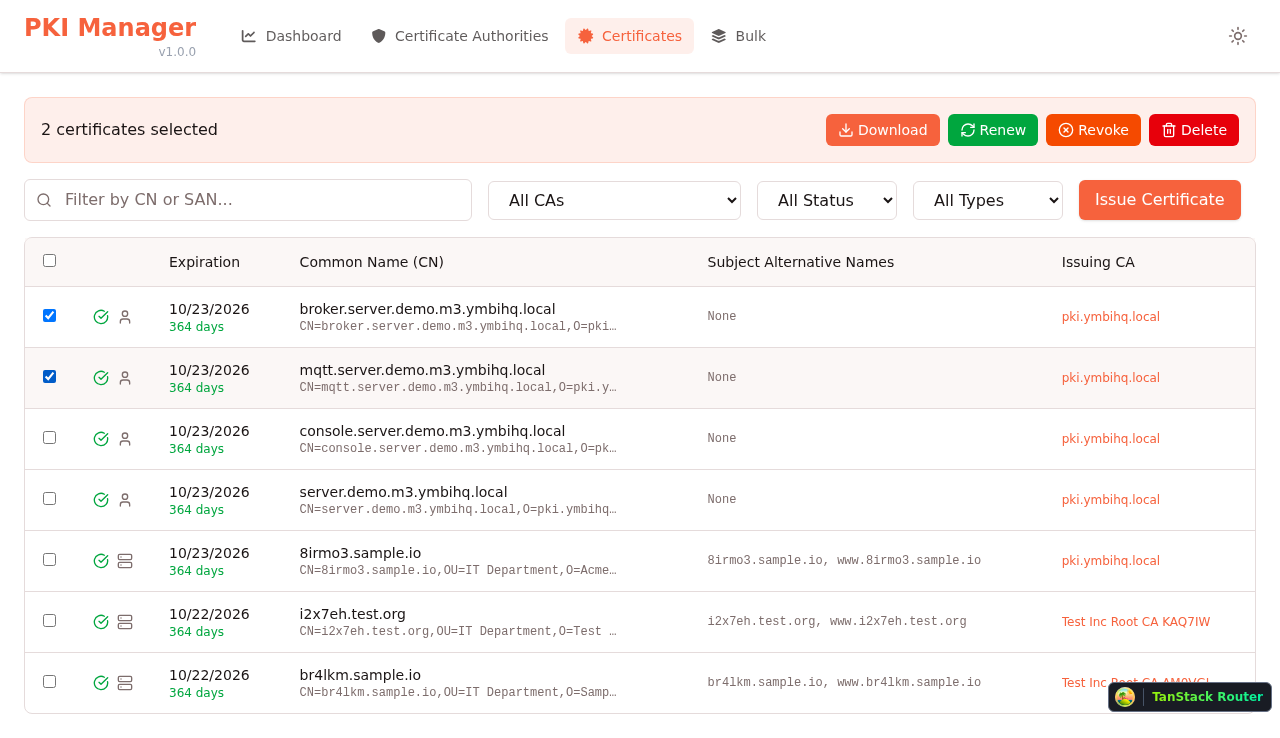 PKI Manager
v1.0.0
Dashboard
Certificate Authorities
Certificates
Bulk
2 certificates selected
Download
Renew
Revoke
Delete
Filter by CN or SAN...
All CAs
All Status
All Types
Issue Certificate
Expiration Common Name (CN) Subject Alternative Names Issuing CA
10/23/2026 broker.server.demo.m3.ymbihq.local
364 days CN=broker.server.demo.m3.ymbihq.local,O=pki…
None
pki.ymbihq.local
10/23/2026 mqtt.server.demo.m3.ymbihq.local
364 days CN=mqtt.server.demo.m3.ymbihq.local,O=pki.y…
None
pki.ymbihq.local
10/23/2026 console.server.demo.m3.ymbihq.local
364 days CN=console.server.demo.m3.ymbihq.local,O=pk…
None
pki.ymbihq.local
10/23/2026 server.demo.m3.ymbihq.local
364 days CN=server.demo.m3.ymbihq.local,O=pki.ymbihq…
None
pki.ymbihq.local
10/23/2026 8irmo3.sample.io
364 days CN=8irmo3.sample.io,OU=IT Department,O=Acme…
8irmo3.sample.io, www.8irmo3.sample.io
pki.ymbihq.local
10/22/2026 i2x7eh.test.org
364 days CN=i2x7eh.test.org,OU=IT Department,O=Test …
i2x7eh.test.org, www.i2x7eh.test.org
Test Inc Root CA KAQ7IW
10/22/2026 br4lkm.sample.io
364 days CN=br4lkm.sample.io,OU=IT Department,O=Samp…
br4lkm.sample.io, www.br4lkm.sample.io
Test Inc Root CA
TanStack Router